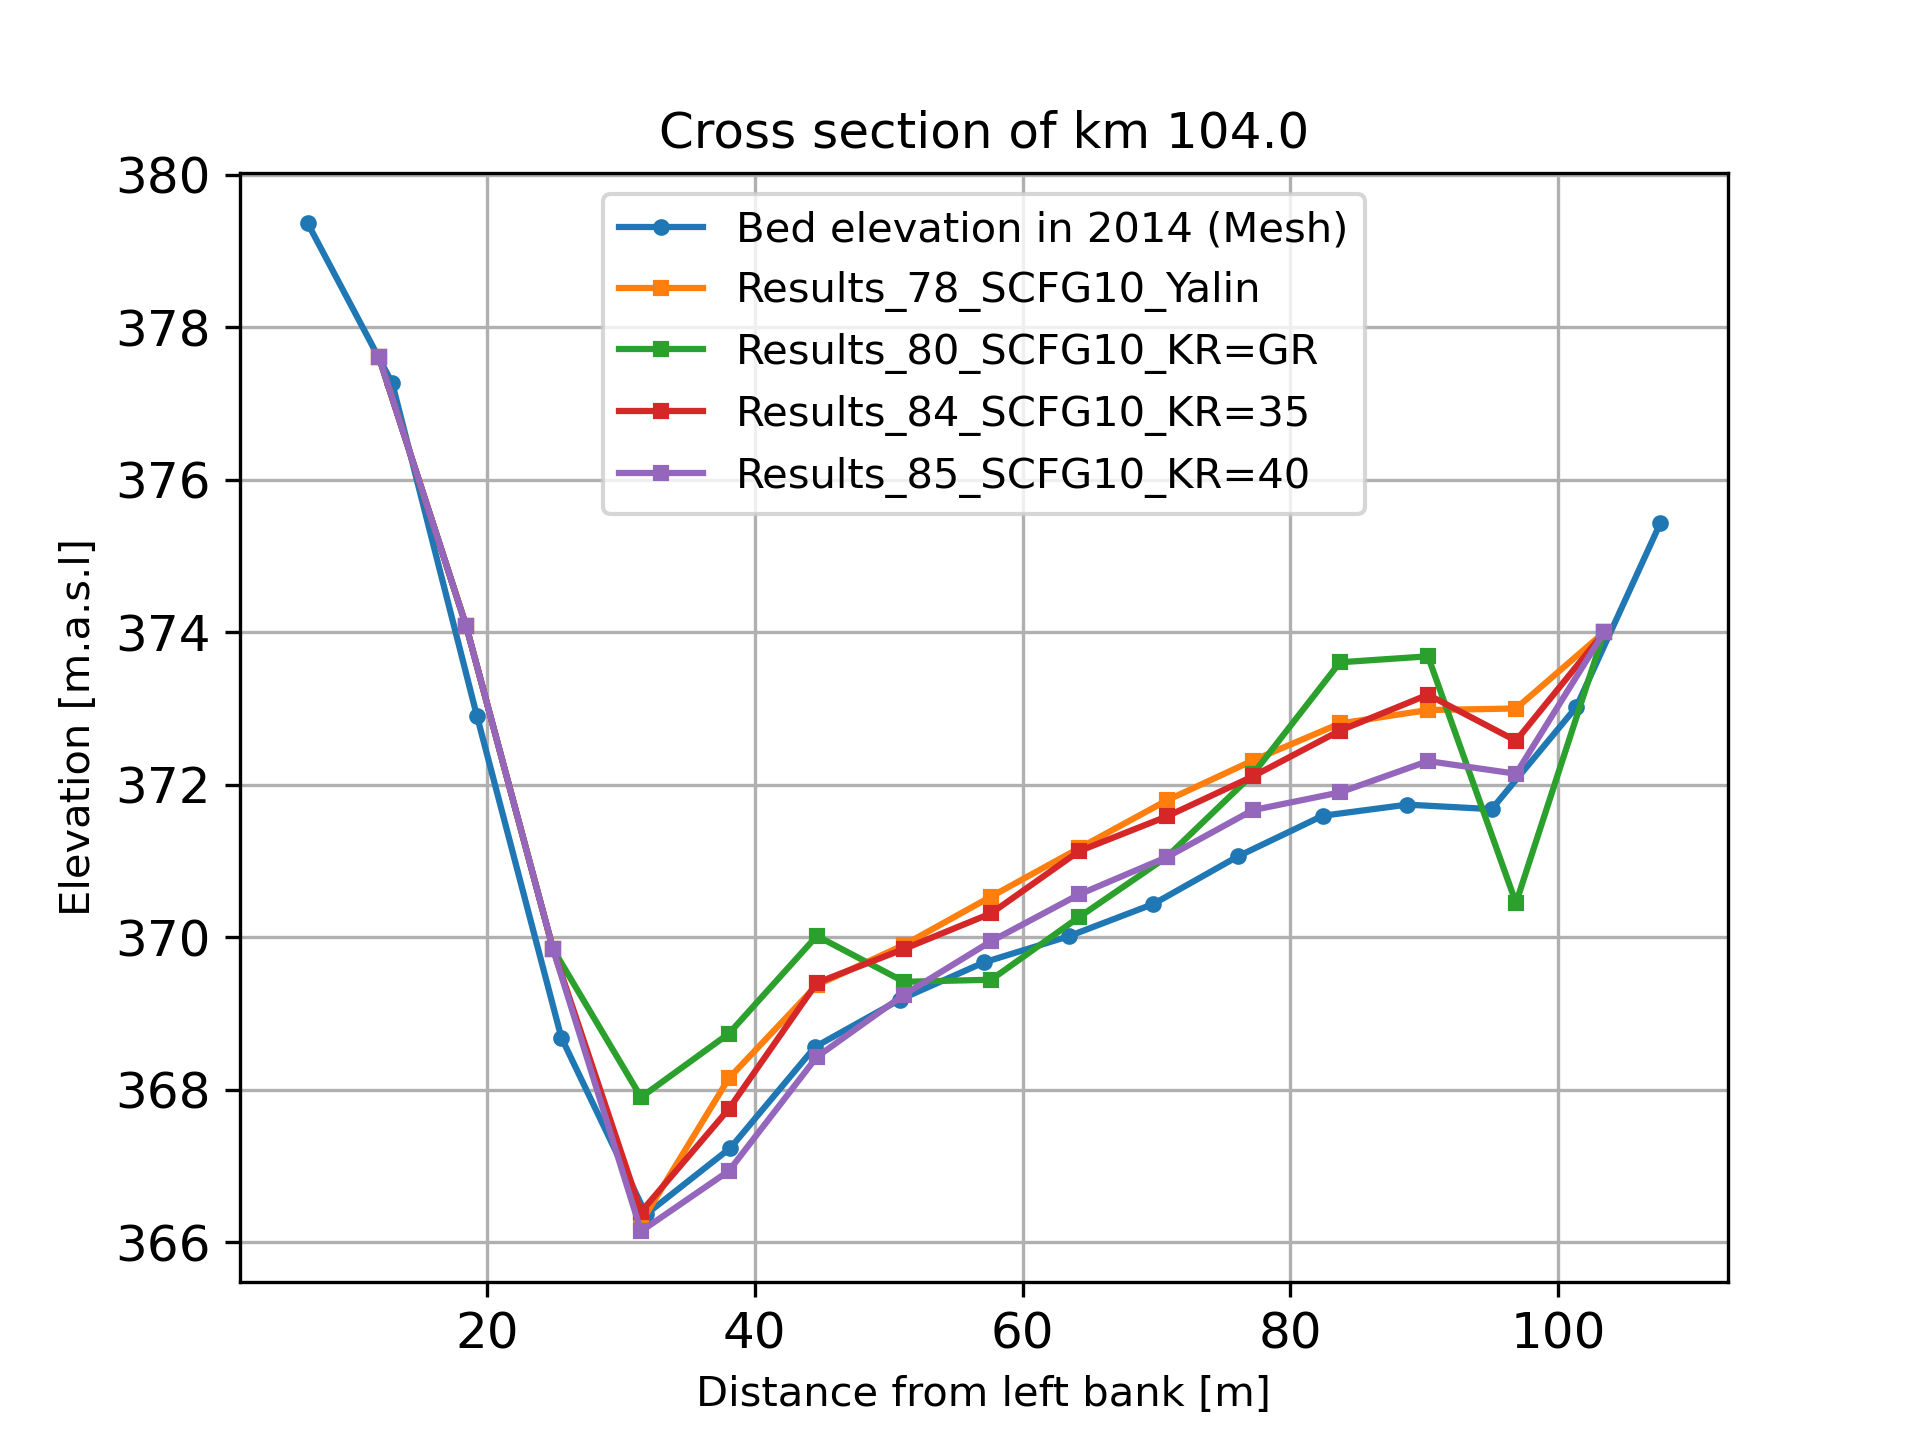 Cross section of km 104.0
380
378
376
374
372
370
368
366
Elevation [m.a.s.l]
Bed elevation in 2014 (Mesh)
Results_78_SCFG10_Yalin
Results_80_SCFG10_KR=GR
Results_84_SCFG10_KR=35
Results_85_SCFG10_KR=40
20 40 60 80 100
Distance from left bank [m]